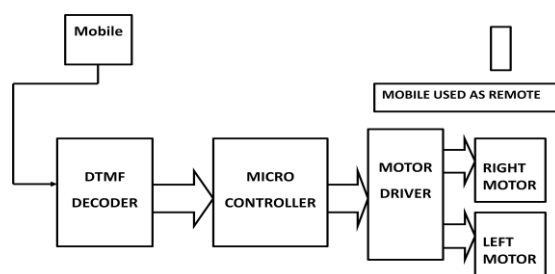 Mobile
MOBILE USED AS REMOTE
DTMF
DECODER
MICRO
CONTROLLER
MOTOR
DRIVER
RIGHT
MOTOR
LEFT
MOTOR